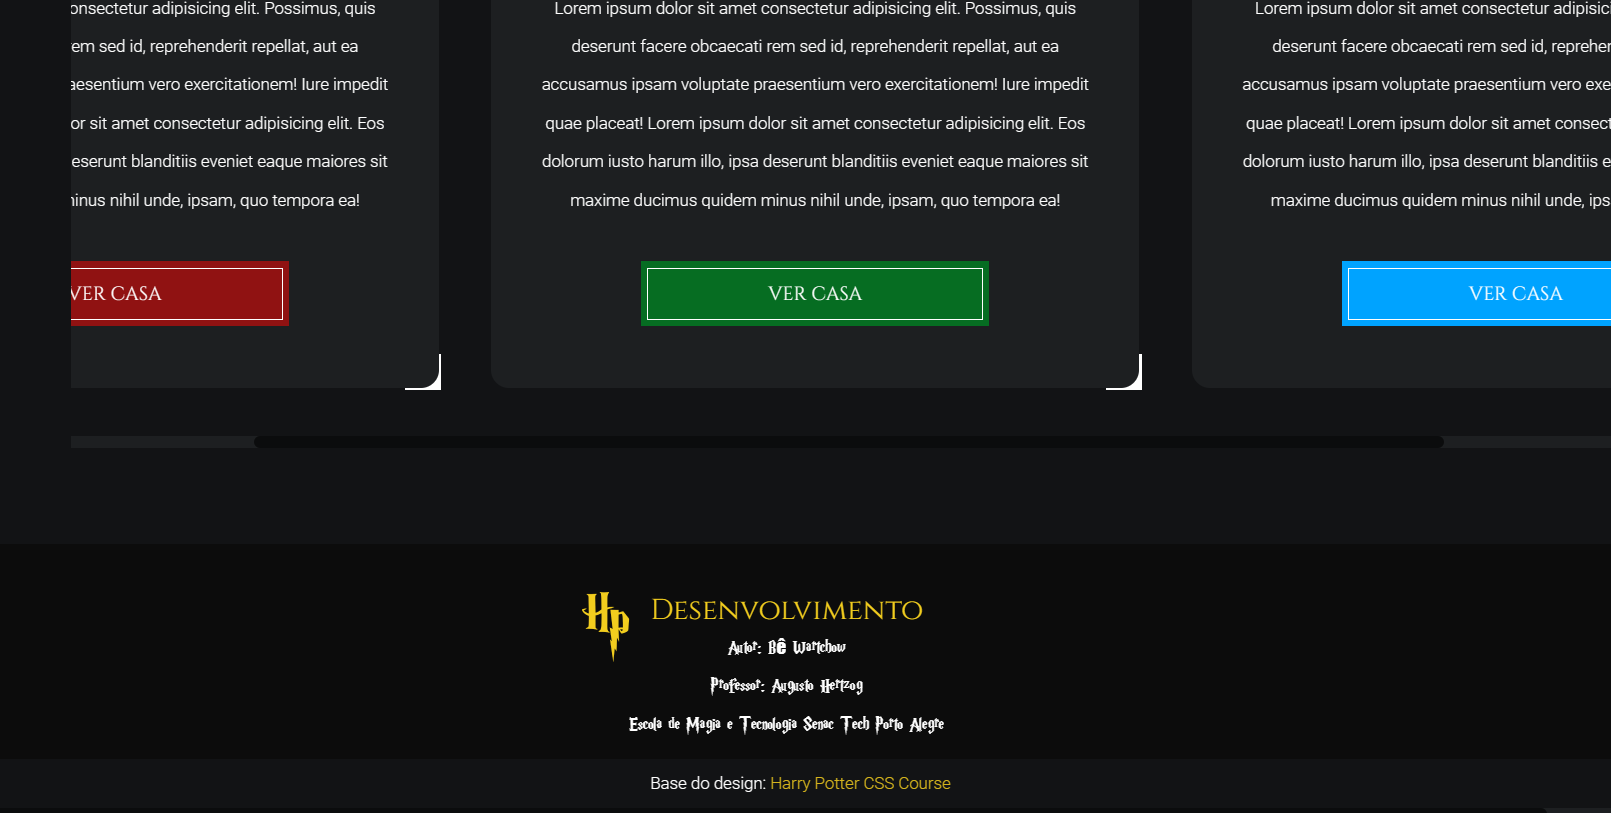 onsectetur adipisicing elit. Possimus, quis
rem sed id, reprehenderit repellat, aut ea
aesentium vero exercitationem! Iure impedit
or sit amet consectetur adipisicing elit. Eos
eserunt blanditiis eveniet eaque maiores sit
minus nihil unde, ipsam, quo tempora ea!
VER CASA
Lorem ipsum dolor sit amet consectetur adipisicing elit. Possimus, quis
deserunt facere obcaecati rem sed id, reprehenderit repellat, aut ea
accusamus ipsam voluptate praesentium vero exercitationem! Iure impedit
quae placeat! Lorem ipsum dolor sit amet consectetur adipisicing elit. Eos
dolorum iusto harum illo, ipsa deserunt blanditiis eveniet eaque maiores sit
maxime ducimus quidem minus nihil unde, ipsam, quo tempora ea!
VER CASA
Lorem ipsum dolor sit amet consectetur adipisici
deserunt facere obcaecati rem sed id, reprehe
accusamus ipsam voluptate praesentium vero exe
quae placeat! Lorem ipsum dolor sit amet consect
dolorum iusto harum illo, ipsa deserunt blanditiis e
maxime ducimus quidem minus nihil unde, ips
VER CASA
HP
Desenvolvimento
Autor: Bê Wartchow
Professor: Augusto Hertzog
Escola de Magia e Tecnologia Senac Tech Porto Alegre
Base do design: Harry Potter CSS Course